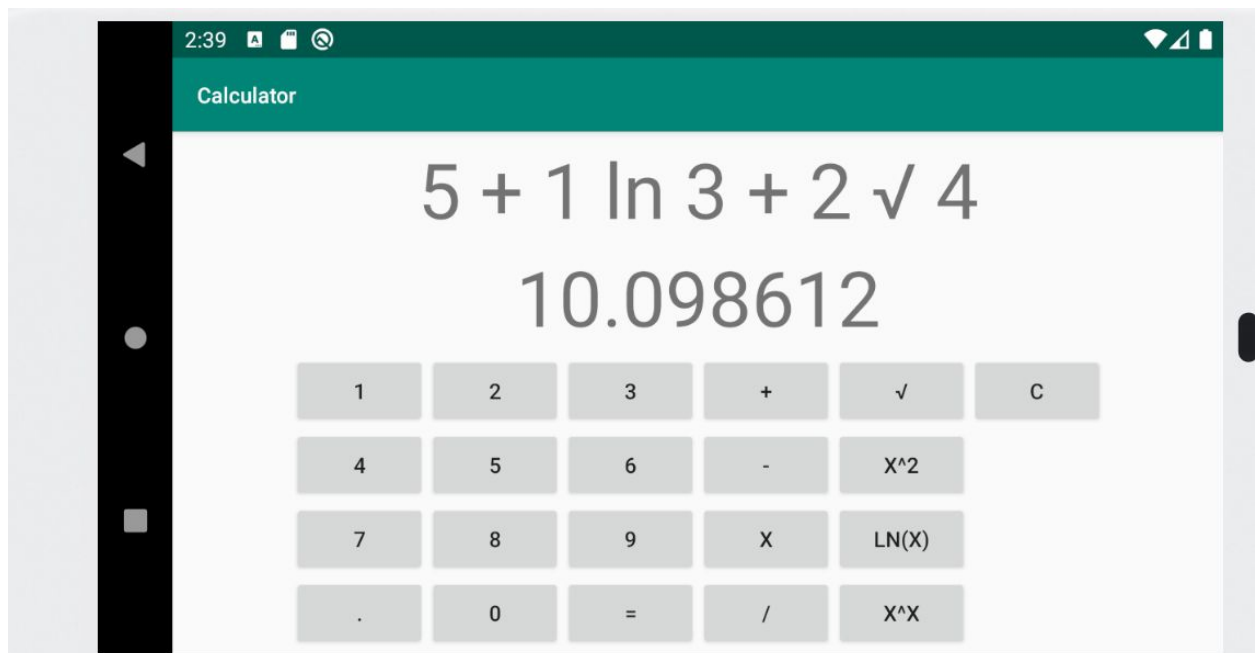 2:39
Calculator
5 + 1 ln 3 + 2 √ 4
10.098612
1 2 3 + √ C
4 5 6 - X^2
7 8 9 X LN(X)
. 0 = / X^X